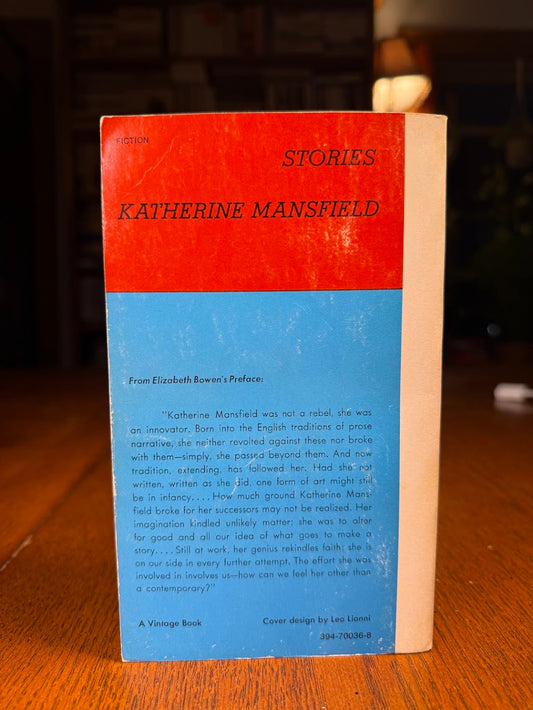 FICTION
STORIES
KATHERINE MANSFIELD
From Elizabeth Bowen's Preface:
"Katherine Mansfield was not a rebel, she was
an innovator. Born into the English traditions of prose
narrative, she neither revolted against these nor broke
with them—simply, she passed beyond them. And now
tradition, extending, has followed her. Had she not
written, written as she did, one form of art might still
be in infancy.... How much ground Katherine Mans-
field broke for her successors may not be realized. Her
imagination kindled unlikely matter; she was to alter
for good and all our idea of what goes to make a
story.... Still at work, her genius rekindles faith; she is
on our side in every further attempt. The effort she was
involved in involves us—how can we feel her other than
a contemporary?"
A Vintage Book
Cover design by Leo Lionni
394-70036-8